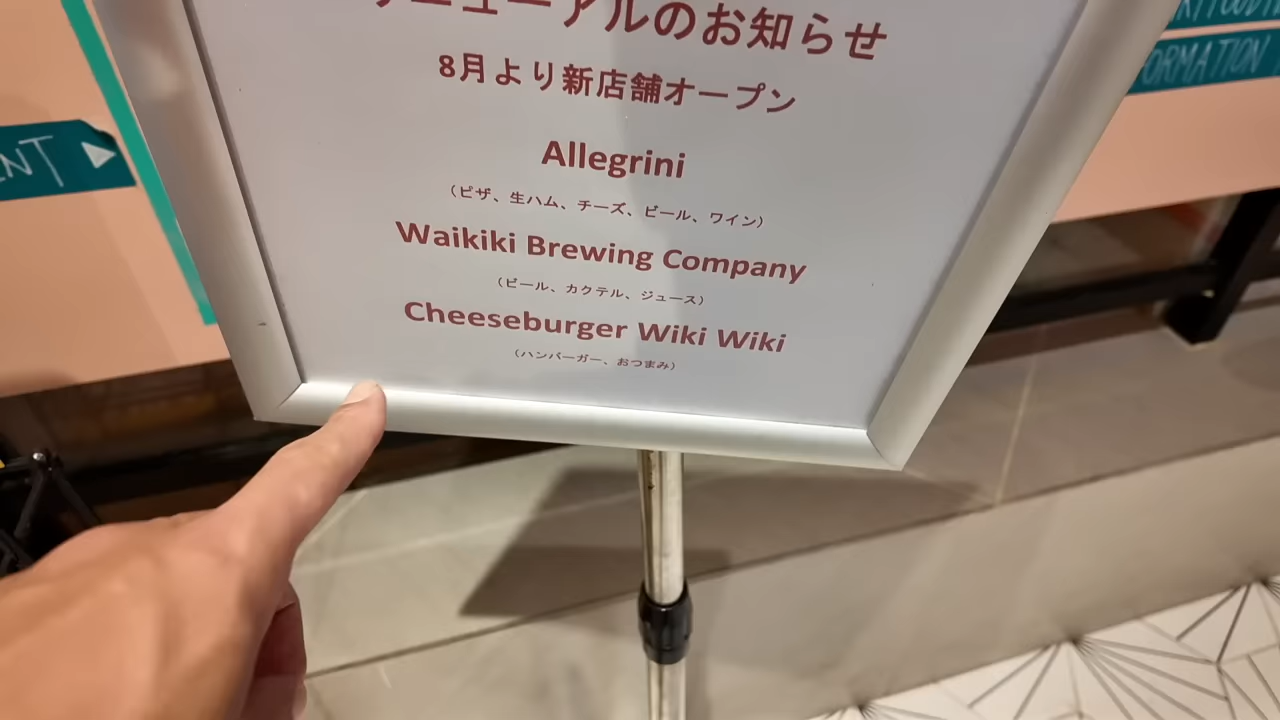 ニューアルのお知らせ
8月より新店舗オープン
Allegrini
（ピザ、生ハム、チーズ、ビール、ワイン）
Waikiki Brewing Company
（ビール、カクテル、ジュース）
Cheeseburger Wiki Wiki
（ハンバーガー、おつまみ）
ENT
ORMATION